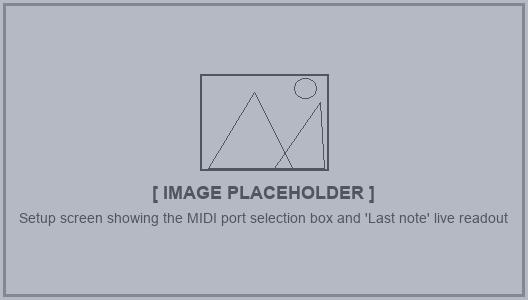 [ IMAGE PLACEHOLDER ]
Setup screen showing the MIDI port selection box and 'Last note' live readout